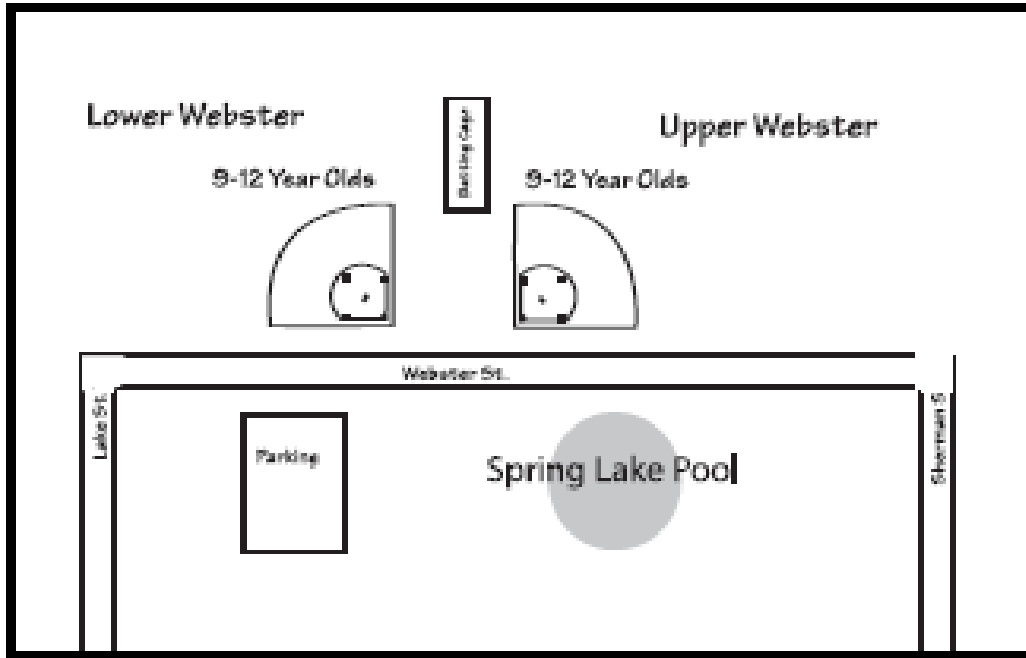 Lower Webster
Upper Webster
Batting Cage
9-12 Year Olds
9-12 Year Olds
Webster St.
Lake St.
Sherman S
Parking
Spring Lake Pool